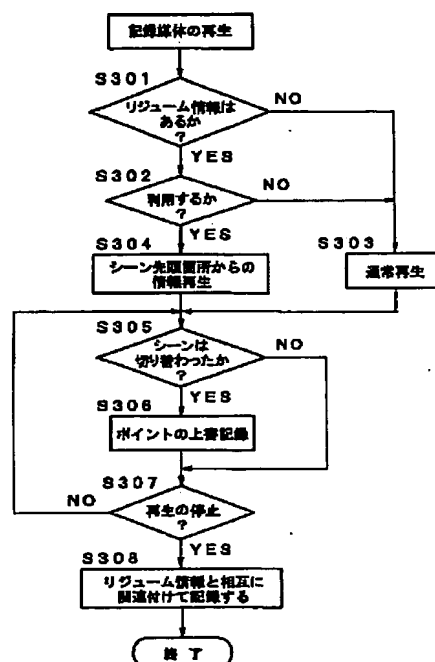 記録媒体の再生
S301
リジューム情報は
あるか
?
NO
YES
S302
利用するか
?
NO
YES
S304
シーン先頭箇所からの
情報再生
S303
通常再生
S305
シーンは
切り替わったか
?
NO
YES
S306
ポイントの上書記録
S307
再生の停止
?
NO
YES
S308
リジューム情報と相互に
関連付けて記録する
終了